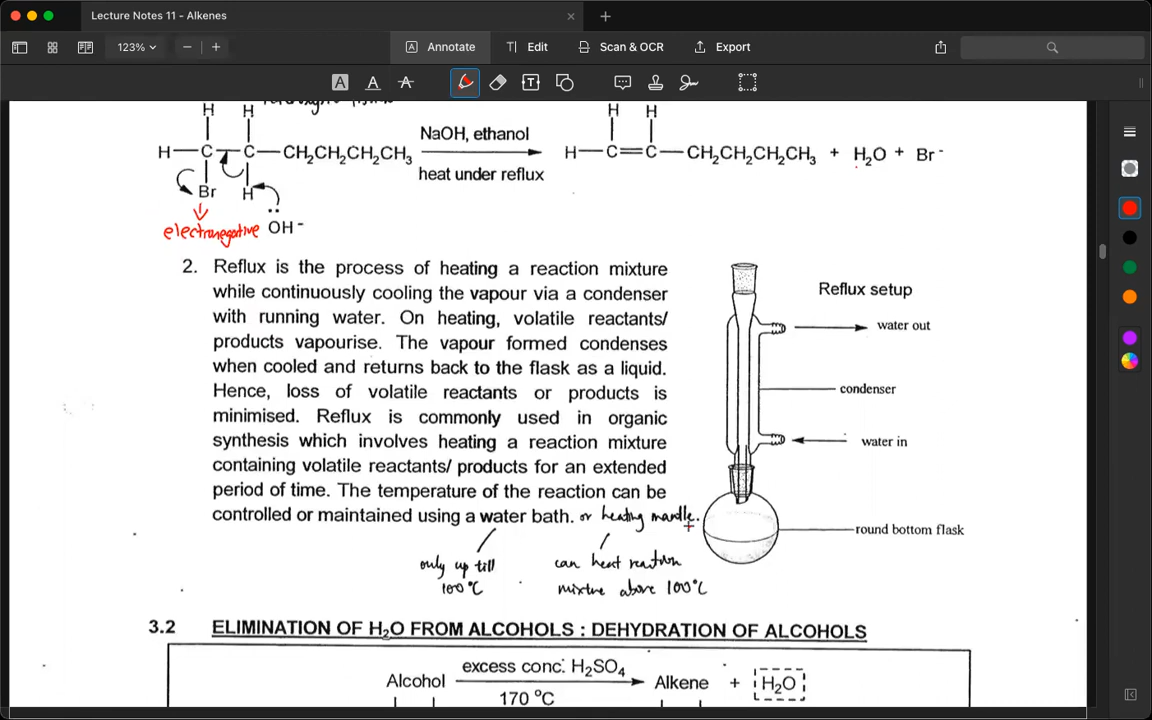 Lecture Notes 11 - Alkenes
123%
Annotate
Edit
Scan & OCR
Export
H H
NaOH, ethanol
H—C—C—CH₂CH₂CH₂CH₃
heat under reflux
Br H
H H
H—C=C—CH₂CH₂CH₂CH₃ + H₂O + Br⁻
electronegative
OH⁻
2. Reflux is the process of heating a reaction mixture
while continuously cooling the vapour via a condenser
with running water. On heating, volatile reactants/
products vapourise. The vapour formed condenses
when cooled and returns back to the flask as a liquid.
Hence, loss of volatile reactants or products is
minimised. Reflux is commonly used in organic
synthesis which involves heating a reaction mixture
containing volatile reactants/ products for an extended
period of time. The temperature of the reaction can be
controlled or maintained using a water bath. or heating mantle.
only up till
100°C
can heat reaction
mixture above 100°C
Reflux setup
water out
condenser
water in
round bottom flask
3.2 ELIMINATION OF H₂O FROM ALCOHOLS : DEHYDRATION OF ALCOHOLS
excess conc. H₂SO₄
Alcohol Alkene + H₂O
170 °C